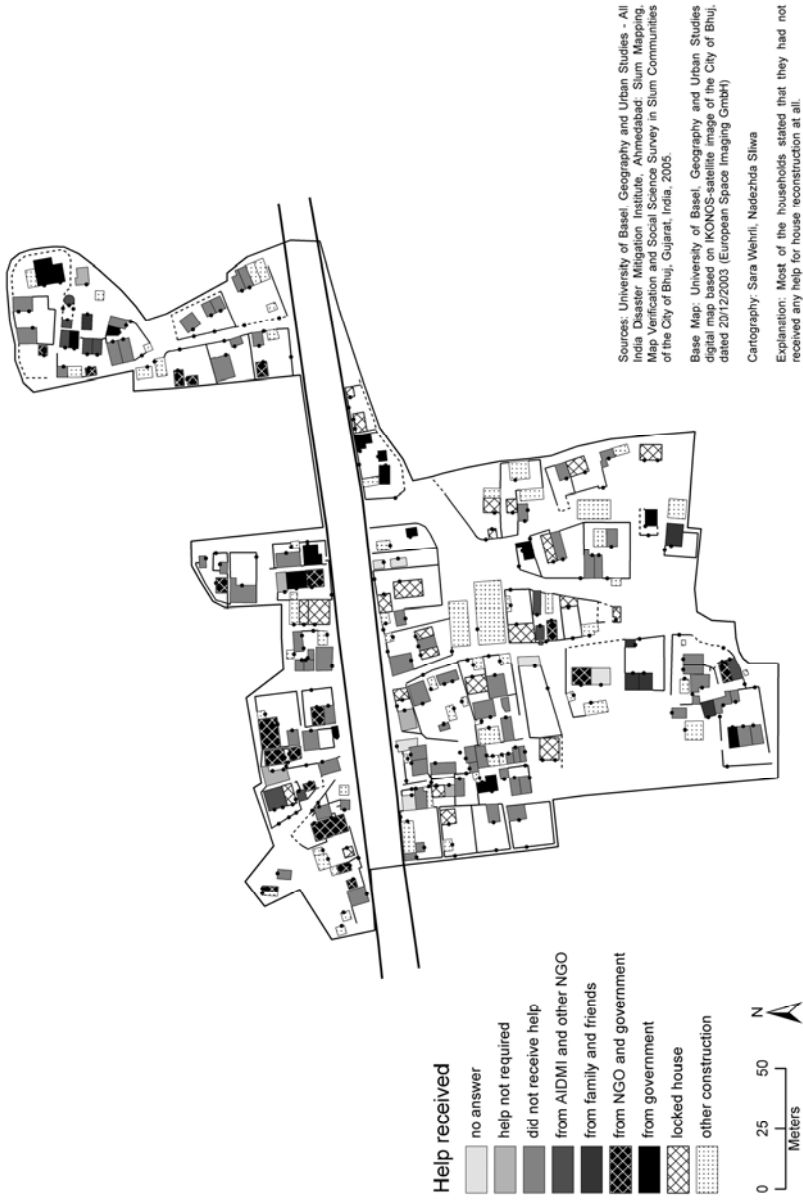 Help received
no answer
help not required
did not receive help
from AIDMI and other NGO
from family and friends
from NGO and government
from government
locked house
other construction
0 25 50
Meters
N
Sources: University of Basel, Geography and Urban Studies - All
India Disaster Mitigation Institute, Ahmedabad: Slum Mapping,
Map Verification and Social Science Survey in Slum Communities
of the City of Bhuj, Gujarat, India, 2005.
Base Map: University of Basel, Geography and Urban Studies
digital map based on IKONOS-satellite image of the City of Bhuj,
dated 20/12/2003 (European Space Imaging GmbH)
Cartography: Sara Wehrli, Nadezhda Sliwa
Explanation: Most of the households stated that they had not
received any help for house reconstruction at all.